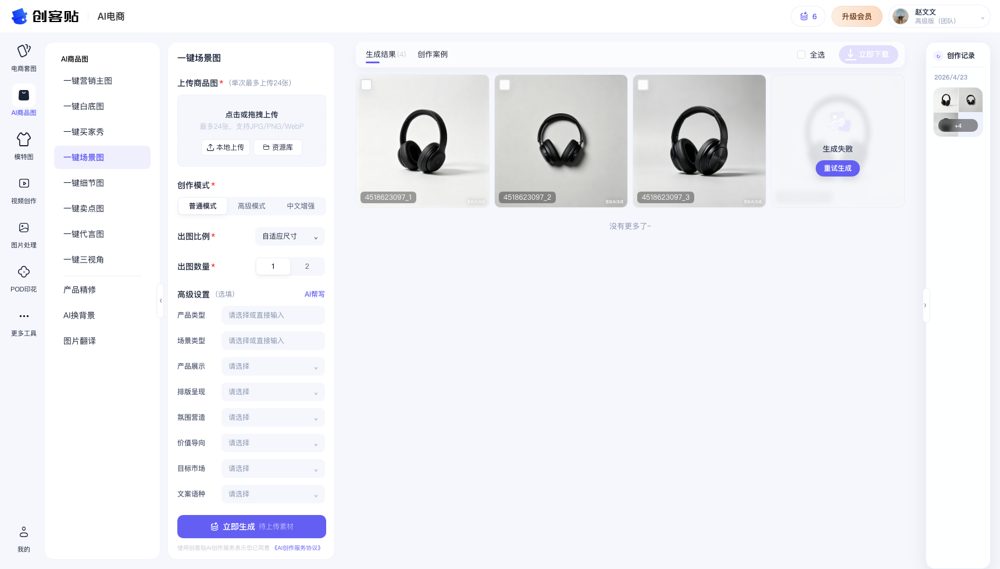 创客贴
AI电商
6
升级会员
赵文文
高级版（团队）
电商套图
AI商品图
模特图
视频创作
图片处理
POD印花
更多工具
我的
AI商品图
一键营销主图
一键白底图
一键买家秀
一键场景图
一键细节图
一键卖点图
一键代言图
一键三视角
产品精修
AI换背景
图片翻译
一键场景图
上传商品图* （单次最多上传24张）
点击或拖拽上传
最多24张，支持JPG/PNG/WebP
本地上传 资源库
创作模式*
普通模式 高级模式 中文增强
出图比例* 自适应尺寸
出图数量* 1 2
高级设置 （选填） AI帮写
产品类型 请选择或直接输入
场景类型 请选择或直接输入
产品展示 请选择
排版呈现 请选择
氛围营造 请选择
价值导向 请选择
目标市场 请选择
文案语种 请选择
立即生成 待上传素材
使用创客贴AI创作服务表示您已同意 《AI创作服务协议》
生成结果(4) 创作案例
全选 立即下载
4518623097_1
4518623097_2
4518623097_3
生成失败
重试生成
没有更多了~
创作记录
2026/4/23
+4